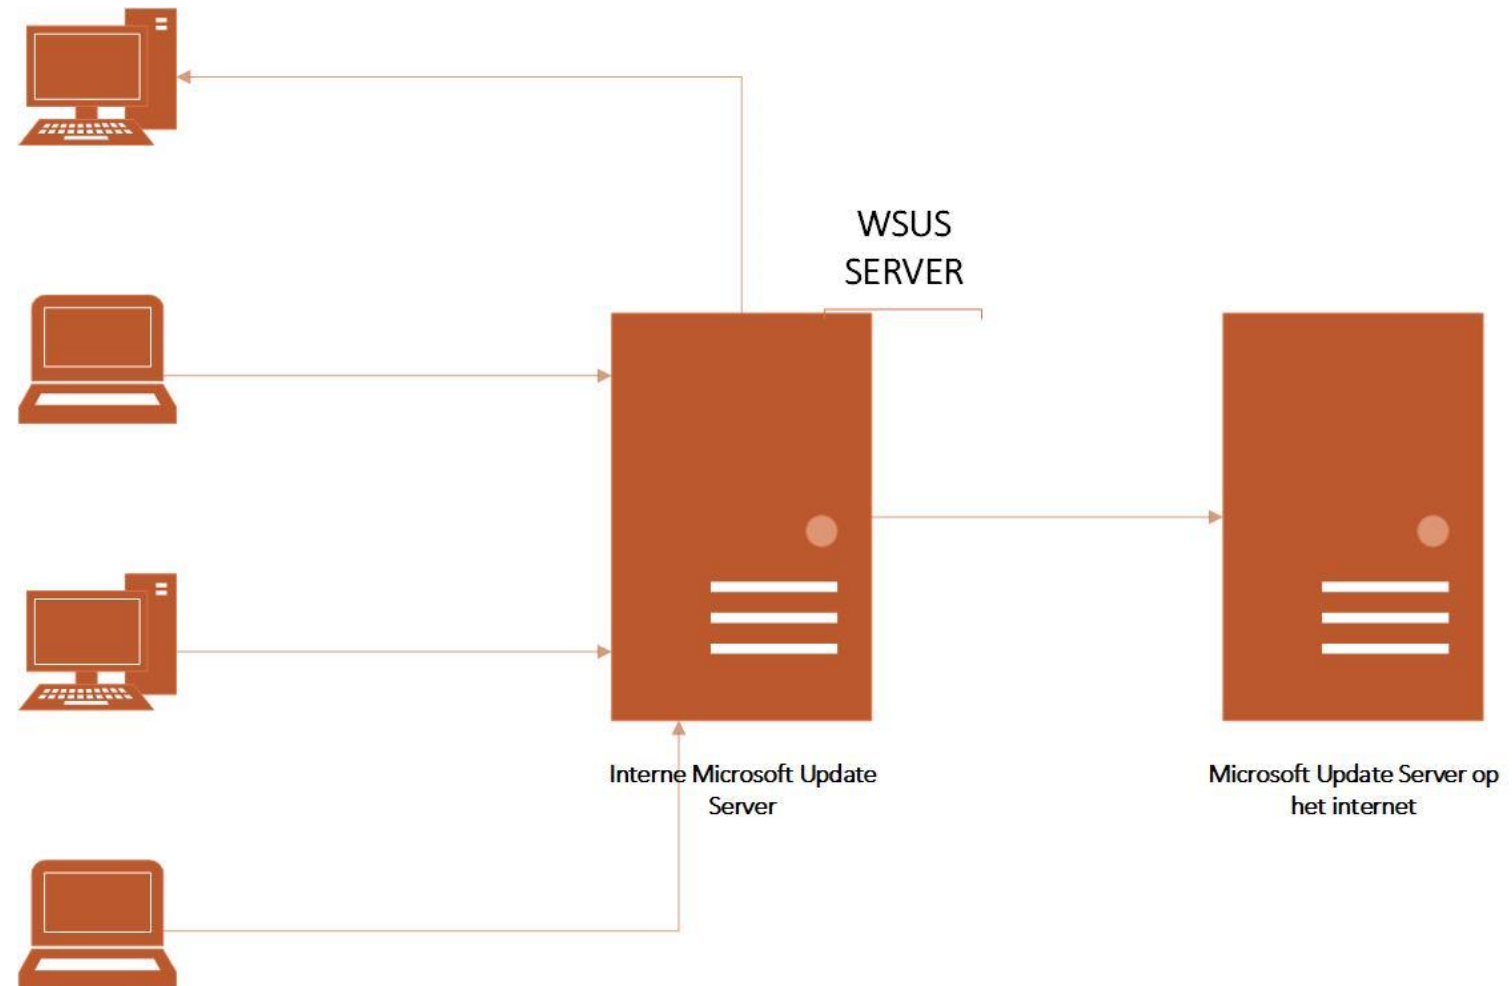 WSUS
SERVER
Interne Microsoft Update
Server
Microsoft Update Server op
het internet